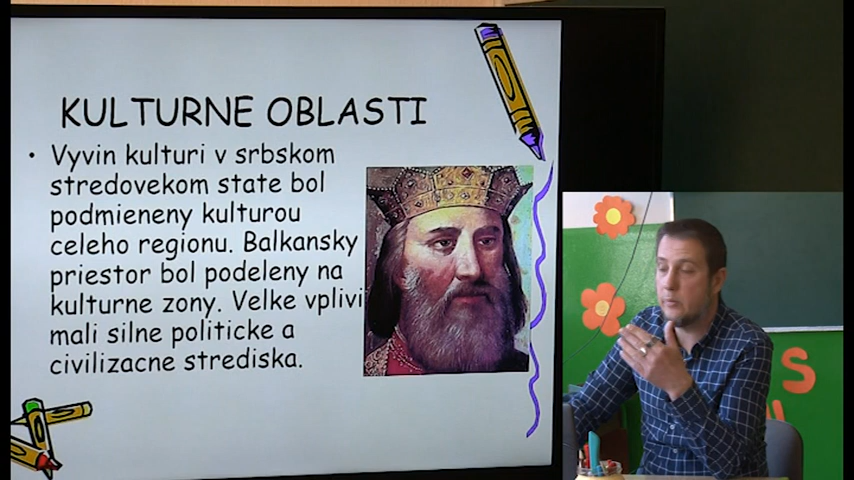 KULTURNE OBLASTI
• Vyvin kulturi v srbskom
stredovekom state bol
podmieneny kulturou
celeho regionu. Balkansky
priestor bol podeleny na
kulturne zony. Velke vplivi
mali silne politicke a
civilizacne strediska.
S